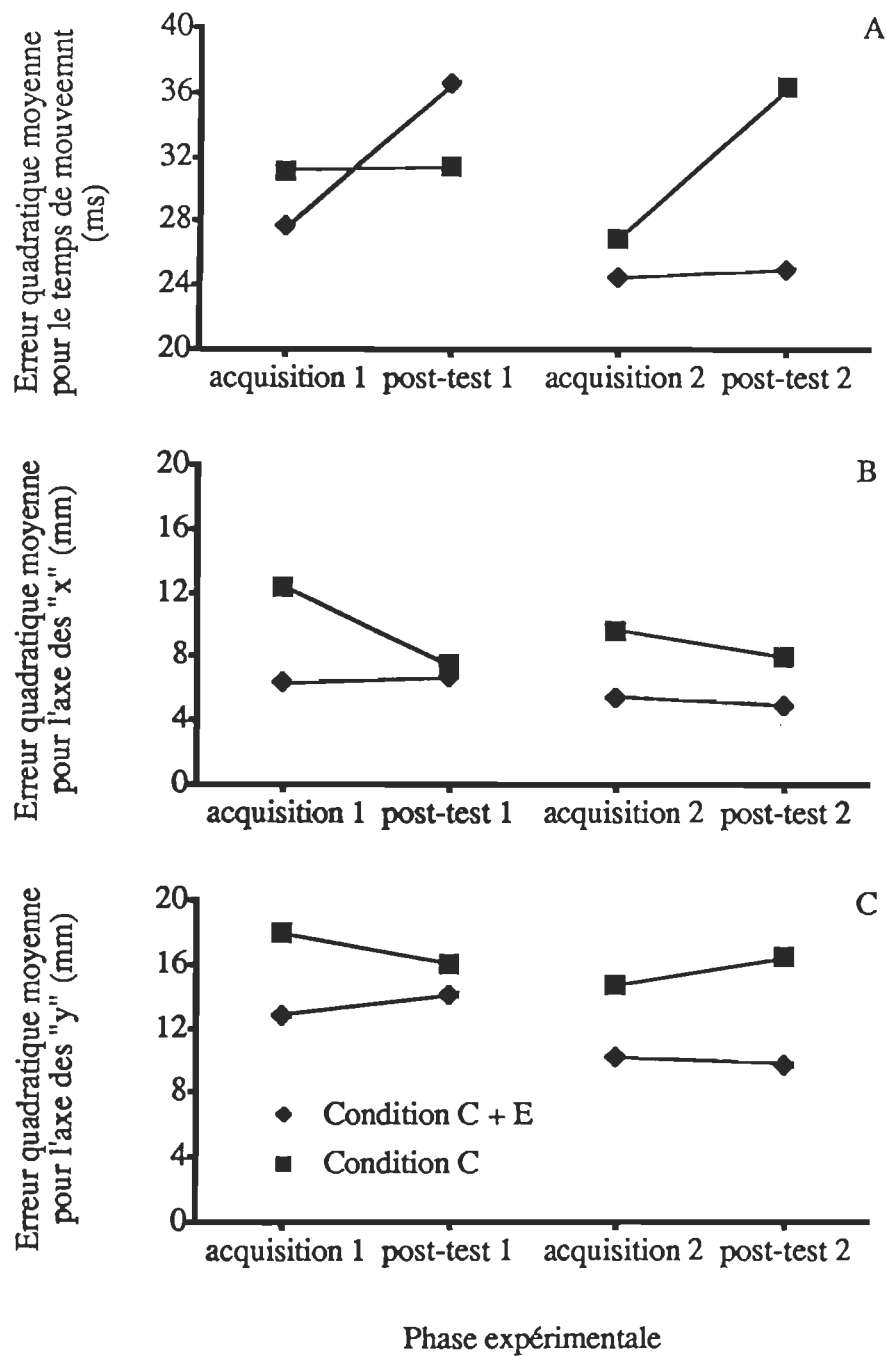 A
Erreur quadratique moyenne
pour le temps de mouveemnt
(ms)
40
36
32
28
24
20
acquisition 1 post-test 1 acquisition 2 post-test 2
B
Erreur quadratique moyenne
pour l'axe des "x" (mm)
20
16
12
8
4
0
acquisition 1 post-test 1 acquisition 2 post-test 2
C
Erreur quadratique moyenne
pour l'axe des "y" (mm)
20
16
12
8
4
0
Condition C + E
Condition C
acquisition 1 post-test 1 acquisition 2 post-test 2
Phase expérimentale